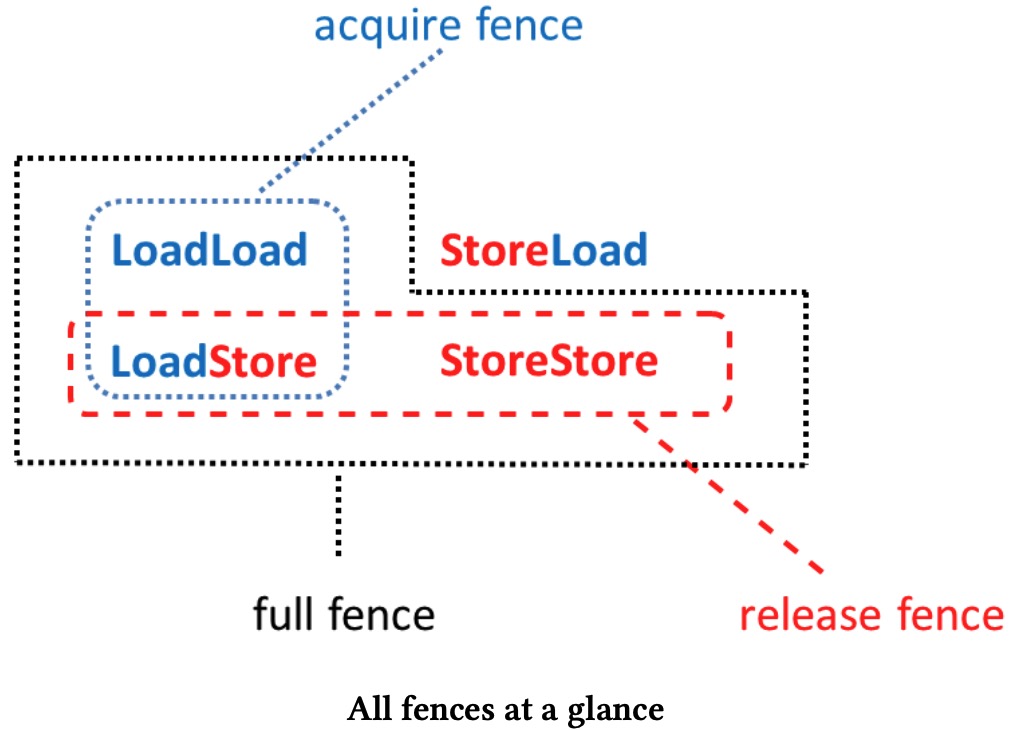 acquire fence
LoadLoad
StoreLoad
LoadStore
StoreStore
full fence
release fence
All fences at a glance